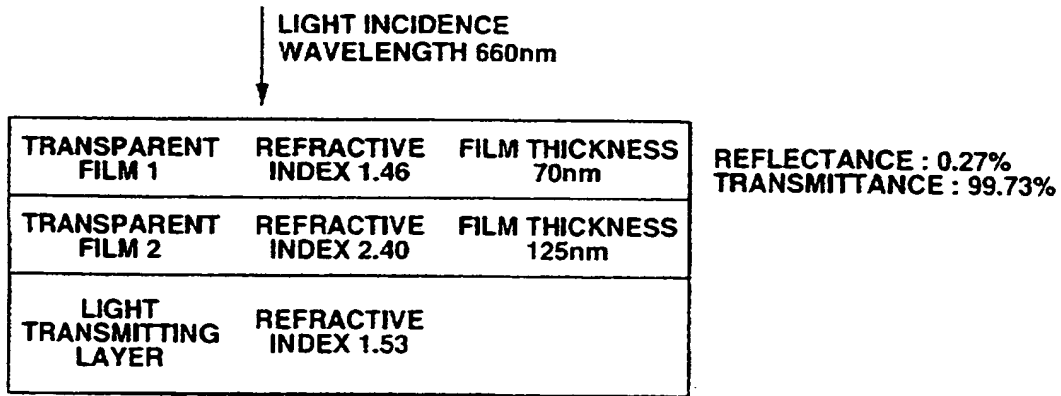 LIGHT INCIDENCE
WAVELENGTH 660nm
TRANSPARENT FILM 1
REFRACTIVE INDEX 1.46
FILM THICKNESS 70nm
REFLECTANCE : 0.27%
TRANSMITTANCE : 99.73%
TRANSPARENT FILM 2
REFRACTIVE INDEX 2.40
FILM THICKNESS 125nm
LIGHT TRANSMITTING LAYER
REFRACTIVE INDEX 1.53